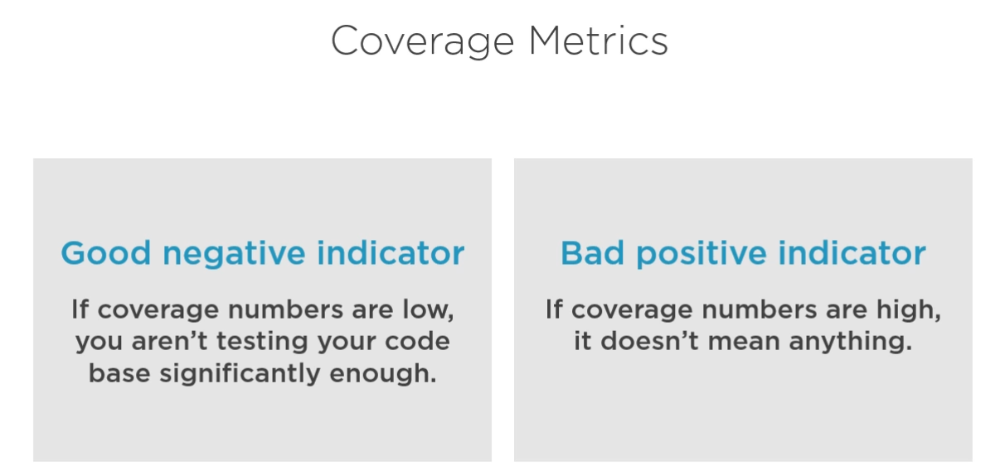 Coverage Metrics
Good negative indicator
If coverage numbers are low,
you aren’t testing your code
base significantly enough.
Bad positive indicator
If coverage numbers are high,
it doesn’t mean anything.